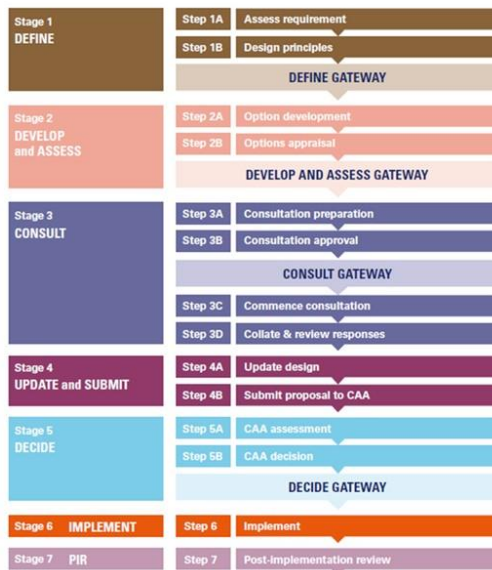 Stage 1
DEFINE
Step 1A Assess requirement
Step 1B Design principles
DEFINE GATEWAY
Stage 2
DEVELOP
and ASSESS
Step 2A Option development
Step 2B Options appraisal
DEVELOP AND ASSESS GATEWAY
Stage 3
CONSULT
Step 3A Consultation preparation
Step 3B Consultation approval
CONSULT GATEWAY
Step 3C Commence consultation
Step 3D Collate & review responses
Stage 4
UPDATE and SUBMIT
Step 4A Update design
Step 4B Submit proposal to CAA
Stage 5
DECIDE
Step 5A CAA assessment
Step 5B CAA decision
DECIDE GATEWAY
Stage 6 IMPLEMENT
Step 6 Implement
Stage 7 PIR
Step 7 Post-implementation review